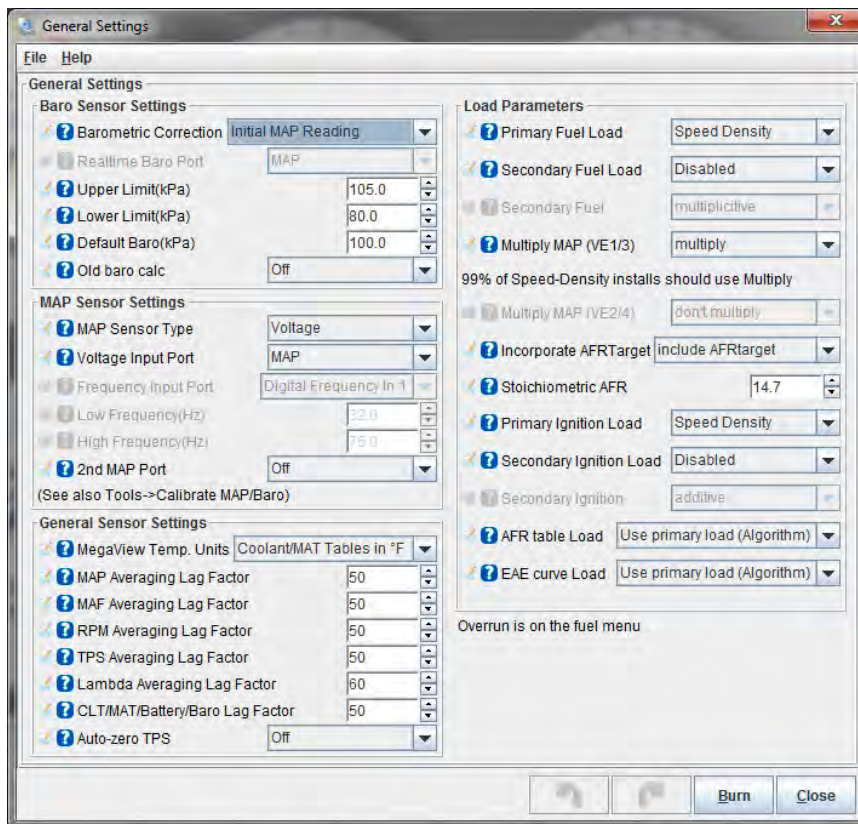 General Settings
File Help
General Settings
Baro Sensor Settings
Barometric Correction Initial MAP Reading
Realtime Baro Port MAP
Upper Limit(kPa) 105.0
Lower Limit(kPa) 80.0
Default Baro(kPa) 100.0
Old baro calc Off
MAP Sensor Settings
MAP Sensor Type Voltage
Voltage Input Port MAP
Frequency Input Port Digital Frequency In 1
Low Frequency(Hz) 32.0
High Frequency(Hz) 75.0
2nd MAP Port Off
(See also Tools->Calibrate MAP/Baro)
General Sensor Settings
MegaView Temp. Units Coolant/MAT Tables in °F
MAP Averaging Lag Factor 50
MAF Averaging Lag Factor 50
RPM Averaging Lag Factor 50
TPS Averaging Lag Factor 50
Lambda Averaging Lag Factor 60
CLT/MAT/Battery/Baro Lag Factor 50
Auto-zero TPS Off
Load Parameters
Primary Fuel Load Speed Density
Secondary Fuel Load Disabled
Secondary Fuel multiplicitive
Multiply MAP (VE1/3) multiply
99% of Speed-Density installs should use Multiply
Multiply MAP (VE2/4) don't multiply
Incorporate AFRTarget include AFRtarget
Stoichiometric AFR 14.7
Primary Ignition Load Speed Density
Secondary Ignition Load Disabled
Secondary Ignition additive
AFR table Load Use primary load (Algorithm)
EAE curve Load Use primary load (Algorithm)
Overrun is on the fuel menu
Burn Close